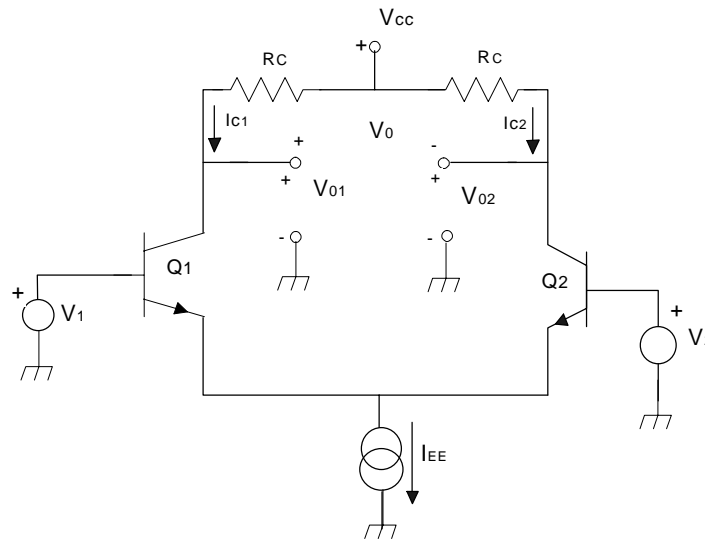 Vcc
+
Rc Rc
Ic1 V0 Ic2
+ -
+ +
V01 V02
- -
Q1 Q2
+ +
V1
IEE